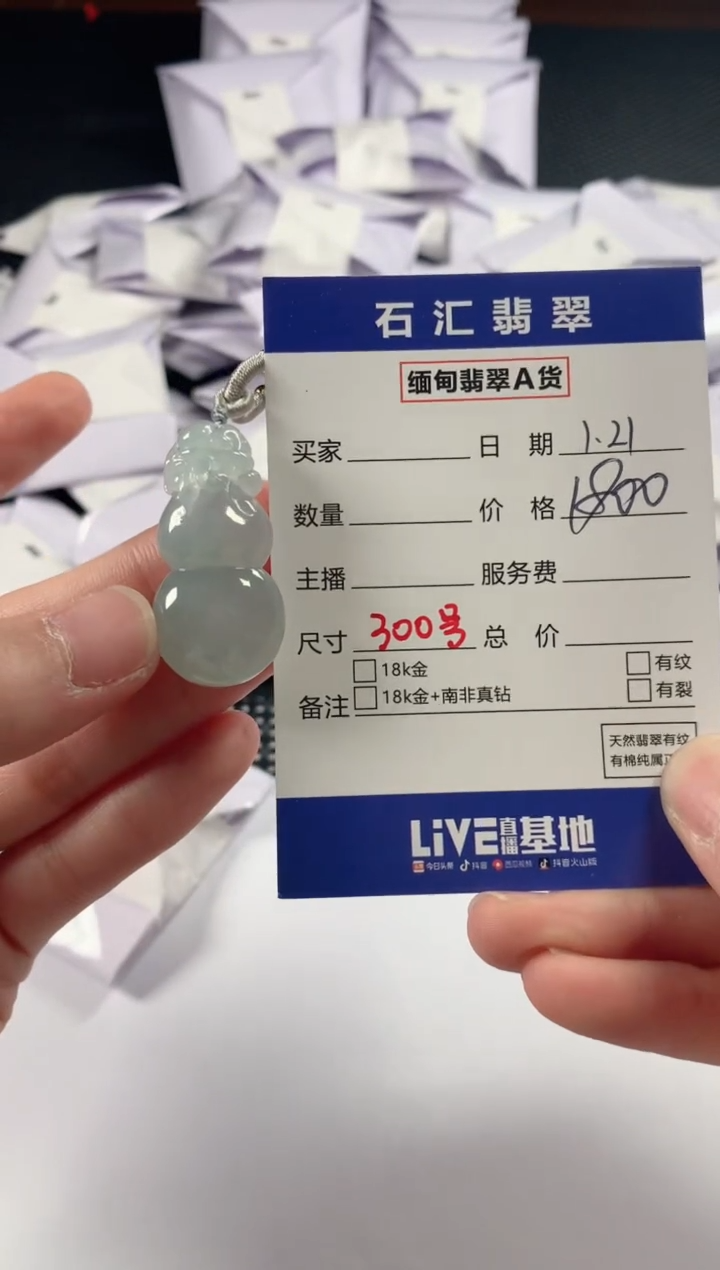 石汇翡翠
缅甸翡翠A货
买家 日期 1.21
数量 价格 1800
主播 服务费
尺寸 300号 总价
18k金 有纹
备注 18k金+南非真钻 有裂
天然翡翠有纹
有棉纯属正
LiVE直播基地
今日头条 抖音 西瓜视频 抖音火山版